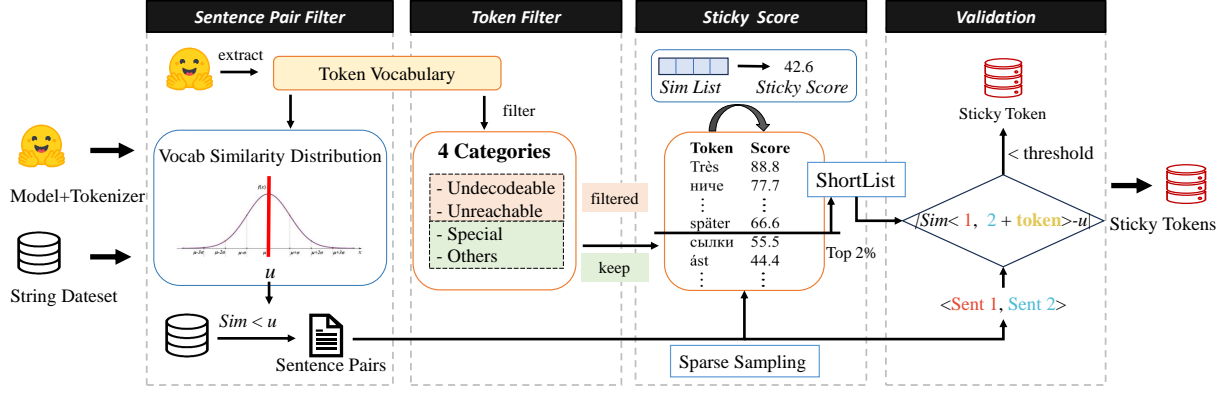 Sentence Pair Filter
Token Filter
Sticky Score
Validation
extract
Token Vocabulary
filter
Model+Tokenizer
String Dateset
Vocab Similarity Distribution
u
Sim < u
Sentence Pairs
4 Categories
- Undecodeable
- Unreachable
- Special
- Others
filtered
keep
42.6
Sim List
Sticky Score
Token Score
Très 88.8
ниче 77.7
⋮ ⋮
später 66.6
сылки 55.5
ást 44.4
⋮ ⋮
Top 2%
ShortList
Sparse Sampling
Sticky Token
< threshold
|Sim< 1, 2 + token>-u|
<Sent 1, Sent 2>
Sticky Tokens